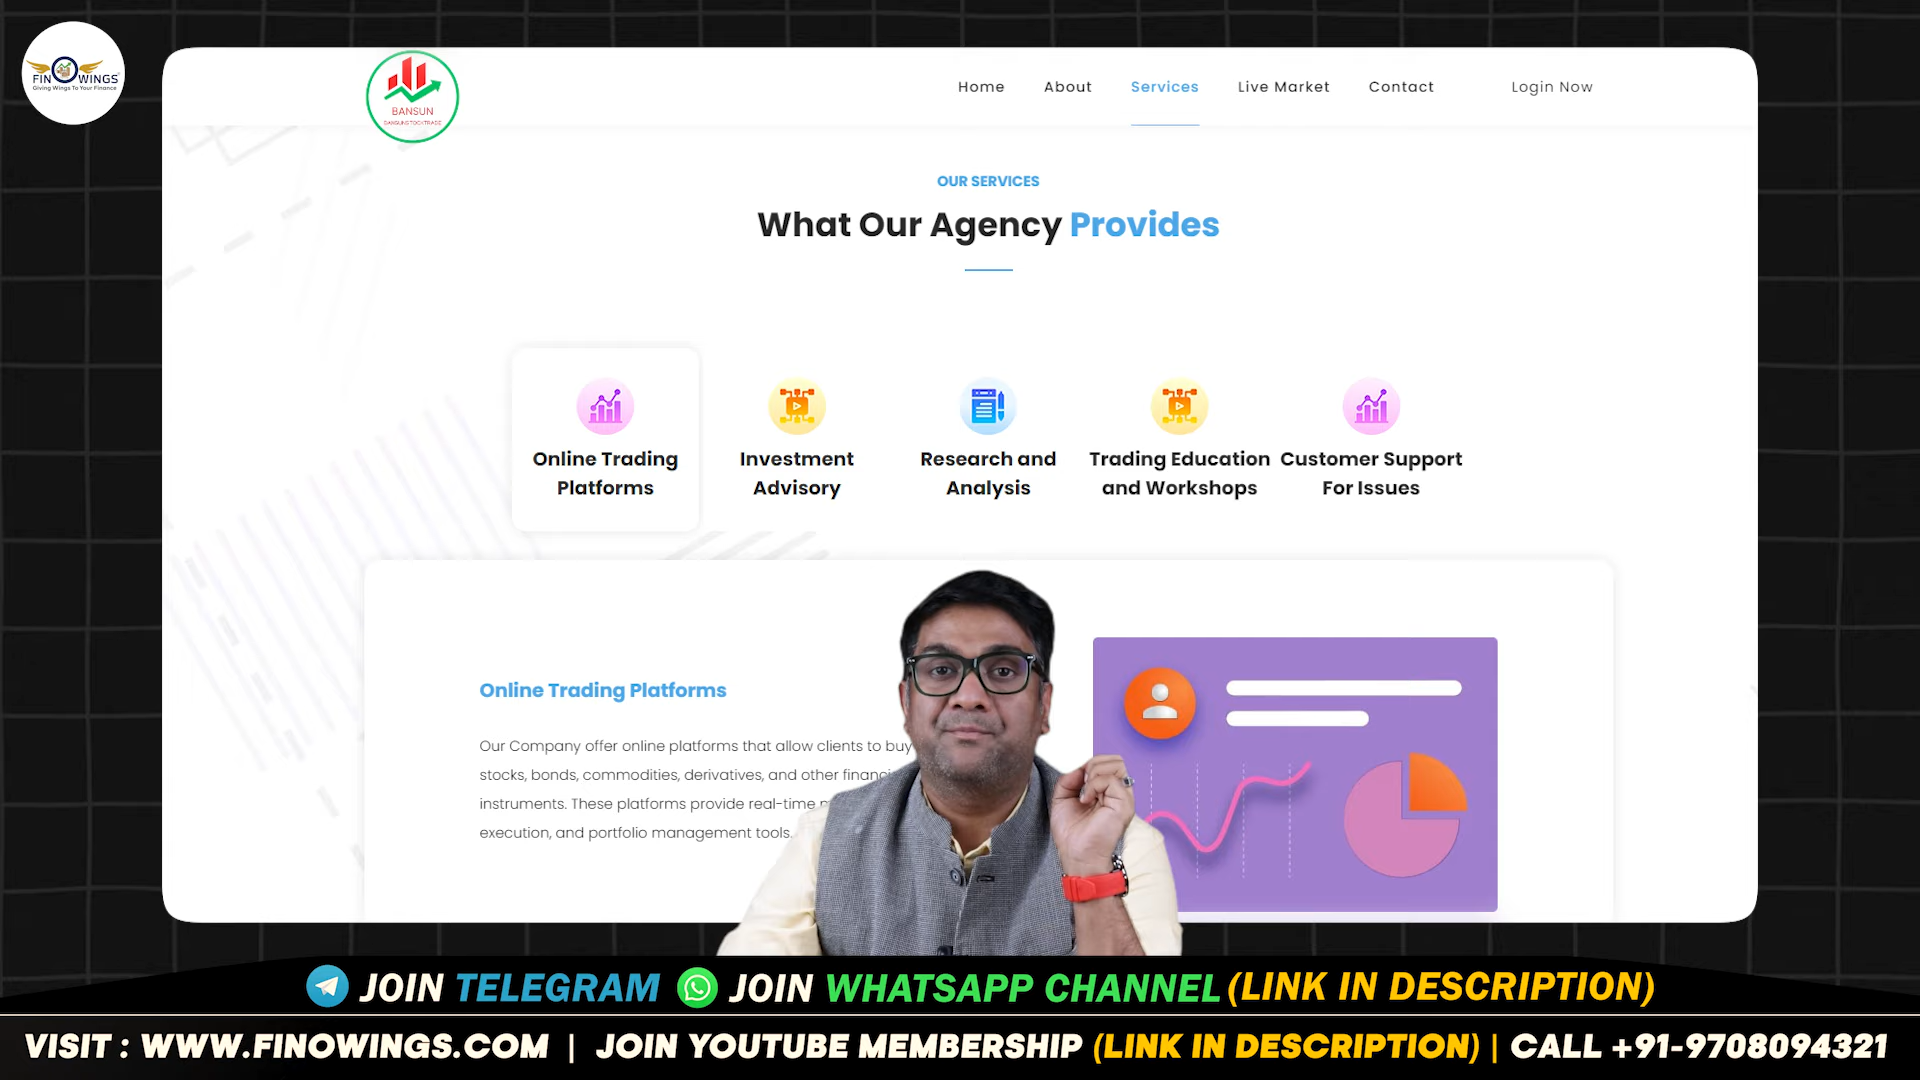 FINOWINGS
Giving Wings To Your Finance
BANSUN
BANSUNSTOCKTRADE
Home
About
Services
Live Market
Contact
Login Now
OUR SERVICES
What Our Agency Provides
Online Trading
Platforms
Investment
Advisory
Research and
Analysis
Trading Education
and Workshops
Customer Support
For Issues
Online Trading Platforms
Our Company offer online platforms that allow clients to buy
stocks, bonds, commodities, derivatives, and other
instruments. These platforms provide real-time
execution, and portfolio management tools.
JOIN TELEGRAM JOIN WHATSAPP CHANNEL (LINK IN DESCRIPTION)
VISIT : WWW.FINOWINGS.COM | JOIN YOUTUBE MEMBERSHIP (LINK IN DESCRIPTION) | CALL +91-9708094321